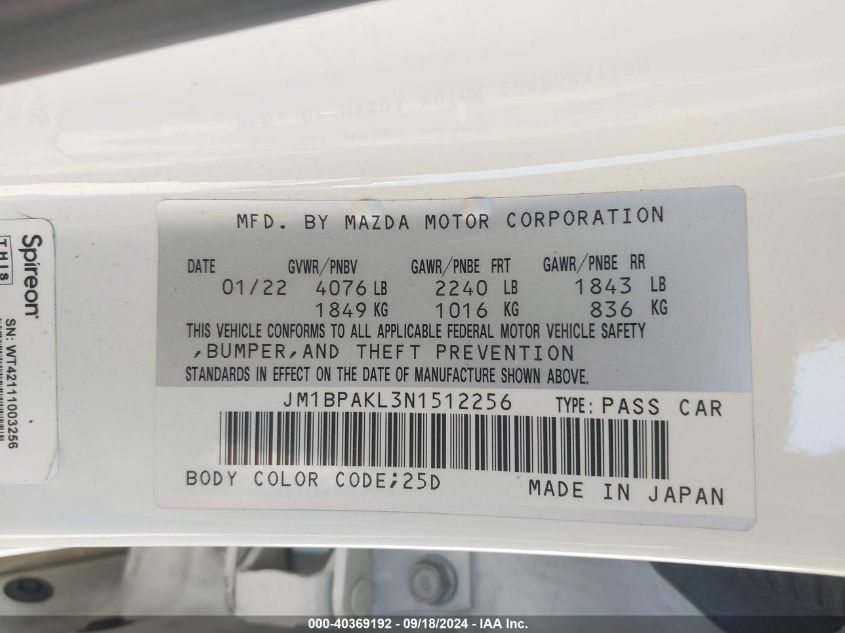 MFD. BY MAZDA MOTOR CORPORATION
DATE GVWR/PNBV GAWR/PNBE FRT GAWR/PNBE RR
01/22 4076 LB 2240 LB 1843 LB
1849 KG 1016 KG 836 KG
THIS VEHICLE CONFORMS TO ALL APPLICABLE FEDERAL MOTOR VEHICLE SAFETY
,BUMPER,AND THEFT PREVENTION
STANDARDS IN EFFECT ON THE DATE OF MANUFACTURE SHOWN ABOVE.
JM1BPAKL3N1512256 TYPE: PASS CAR
BODY COLOR CODE;25D MADE IN JAPAN
Spireon
THIS
SN: WT42111003256
000-40369192 - 09/18/2024 - IAA Inc.